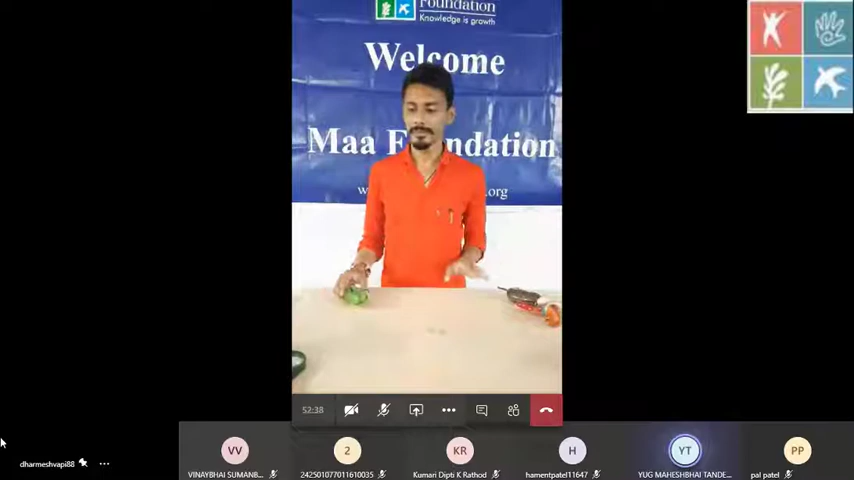 Foundation
Knowledge is growth
Welcome
Maa F ndation
w
.org
52:38
dharmeshvapi88
VV
VINAYBHAI SUMANB...
2
242501077011610035
KR
Kumari Dipti K Rathod
H
hamentpatel11647
YT
YUG MAHESHBHAI TANDE...
PP
pal patel